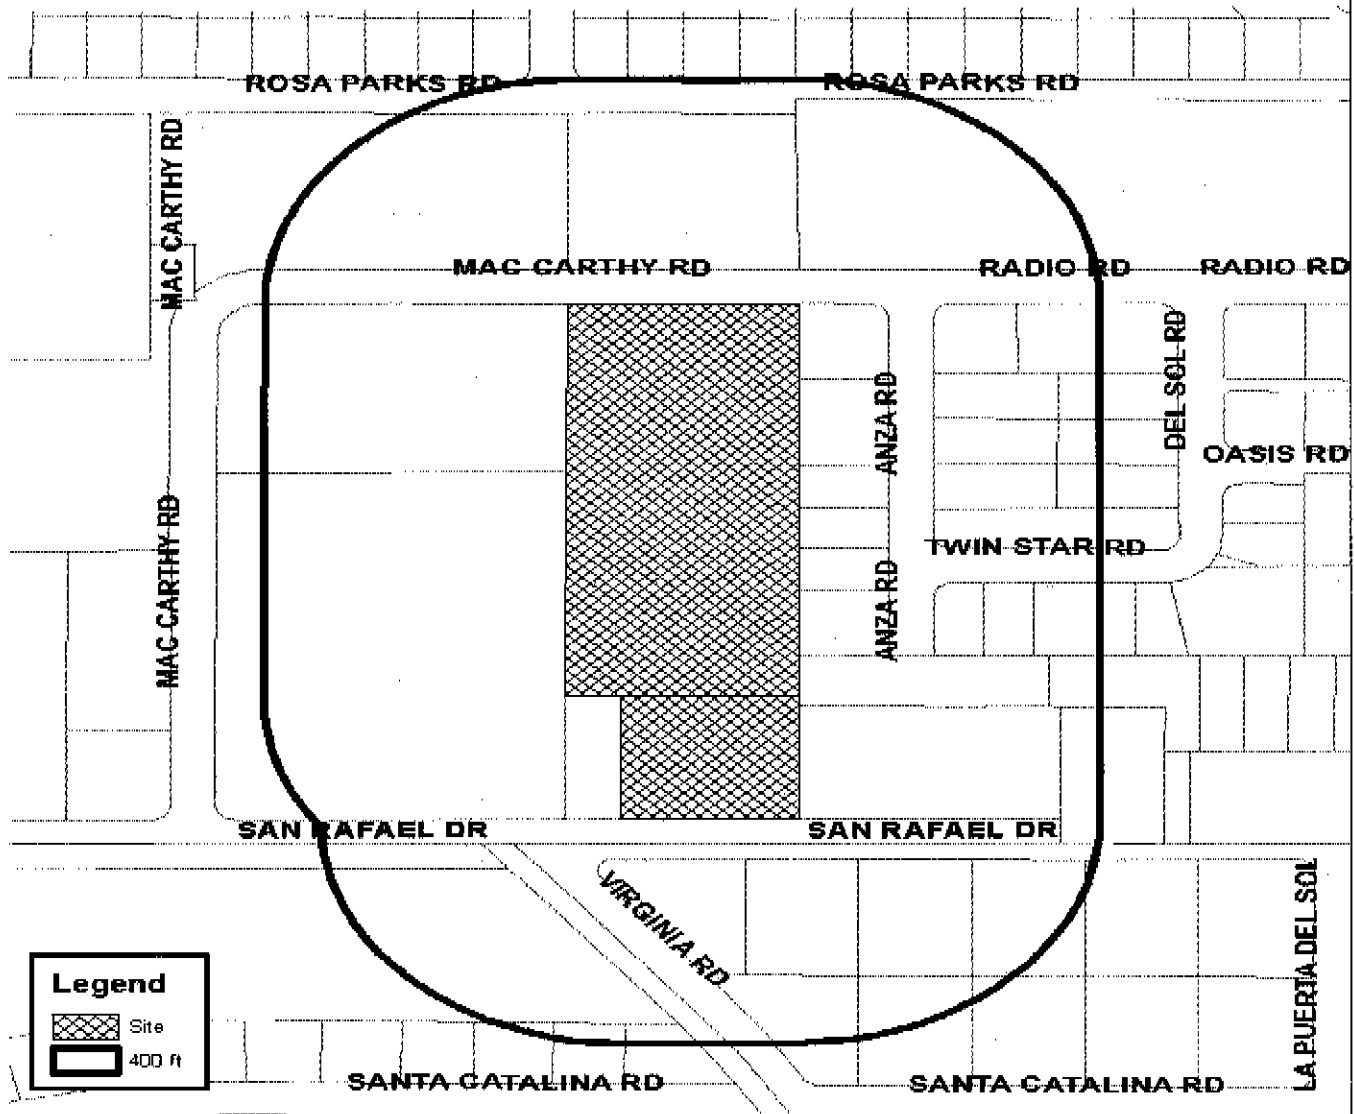 ROSA PARKS RD
ROSA PARKS RD
MAC CARTHY RD
MAC CARTHY RD
RADIO RD
RADIO RD
DEL SOL RD
ANZA RD
OASIS RD
MAC CARTHY RD
TWIN STAR RD
ANZA RD
SAN RAFAEL DR
SAN RAFAEL DR
VIRGINIA RD
LA PUERTA DEL SOL
Legend
Site
400 ft
SANTA CATALINA RD
SANTA CATALINA RD